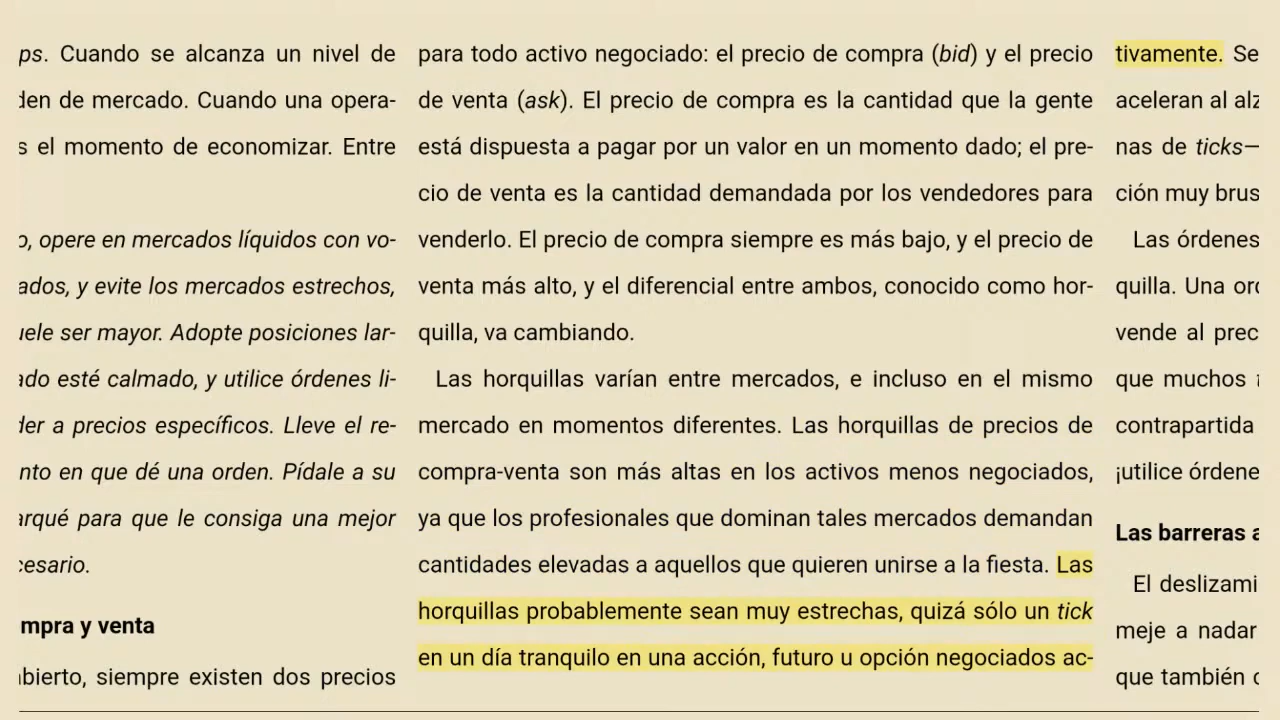 ps. Cuando se alcanza un nivel de
den de mercado. Cuando una opera-
s el momento de economizar. Entre
o, opere en mercados líquidos con vo-
ados, y evite los mercados estrechos,
uele ser mayor. Adopte posiciones lar-
ado esté calmado, y utilice órdenes li-
der a precios específicos. Lleve el re-
nto en que dé una orden. Pídale a su
arqué para que le consiga una mejor
cesario.
mpra y venta
abierto, siempre existen dos precios
para todo activo negociado: el precio de compra (bid) y el precio
de venta (ask). El precio de compra es la cantidad que la gente
está dispuesta a pagar por un valor en un momento dado; el pre-
cio de venta es la cantidad demandada por los vendedores para
venderlo. El precio de compra siempre es más bajo, y el precio de
venta más alto, y el diferencial entre ambos, conocido como hor-
quilla, va cambiando.
Las horquillas varían entre mercados, e incluso en el mismo
mercado en momentos diferentes. Las horquillas de precios de
compra-venta son más altas en los activos menos negociados,
ya que los profesionales que dominan tales mercados demandan
cantidades elevadas a aquellos que quieren unirse a la fiesta. Las
horquillas probablemente sean muy estrechas, quizá sólo un tick
en un día tranquilo en una acción, futuro u opción negociados ac-
tivamente. Se
aceleran al alz
nas de ticks—
ción muy brus
Las órdenes
quilla. Una ord
vende al prec
que muchos
contrapartida
¡utilice órdene
Las barreras a
El deslizami
meje a nadar
que también